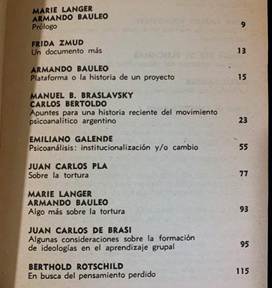 MARIE LANGER
ARMANDO BAULEO
Prólogo 9
FRIDA ZMUD
Un documento más 13
ARMANDO BAULEO
Plataforma o la historia de un proyecto 15
MANUEL B. BRASLAVSKY
CARLOS BERTOLDO
Apuntes para una historia reciente del movimiento
psicoanalítico argentino 23
EMILIANO GALENDE
Psicoanálisis: institucionalización y/o cambio 55
JUAN CARLOS PLA
Sobre la tortura 77
MARIE LANGER
ARMANDO BAULEO
Algo más sobre la tortura 93
JUAN CARLOS DE BRASI
Algunas consideraciones sobre la formación
de ideologías en el aprendizaje grupal 95
BERTHOLD ROTSCHILD
En busca del pensamiento perdido 115